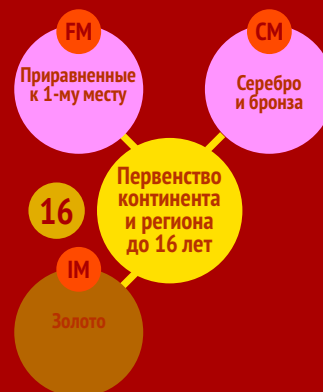 FM
Приравненные
к 1-му месту
CM
Серебро
и бронза
Первенство
континента
и региона
до 16 лет
16
IM
Золото